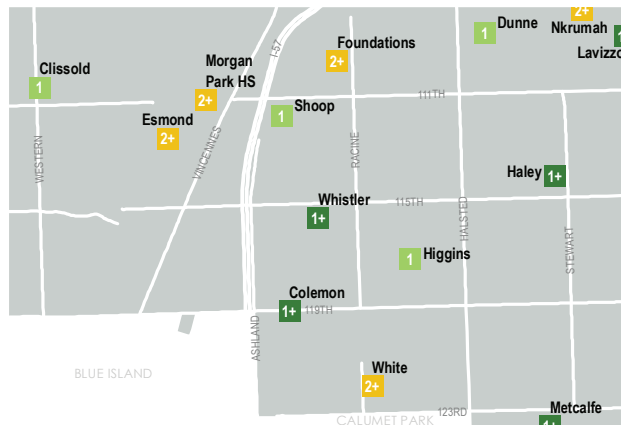 Dunne
1
Nkrumah
2+
Lavizzo
1
I-57
Foundations
2+
Clissold
1
Morgan
Park HS
2+
111TH
Shoop
1
Esmond
2+
WESTERN
VINCENNES
RACINE
HALSTED
STEWART
Haley
1+
Whistler
1+
115TH
Higgins
1
Colemon
1+
119TH
ASHLAND
BLUE ISLAND
White
2+
123RD
CALUMET PARK
Metcalfe
1+